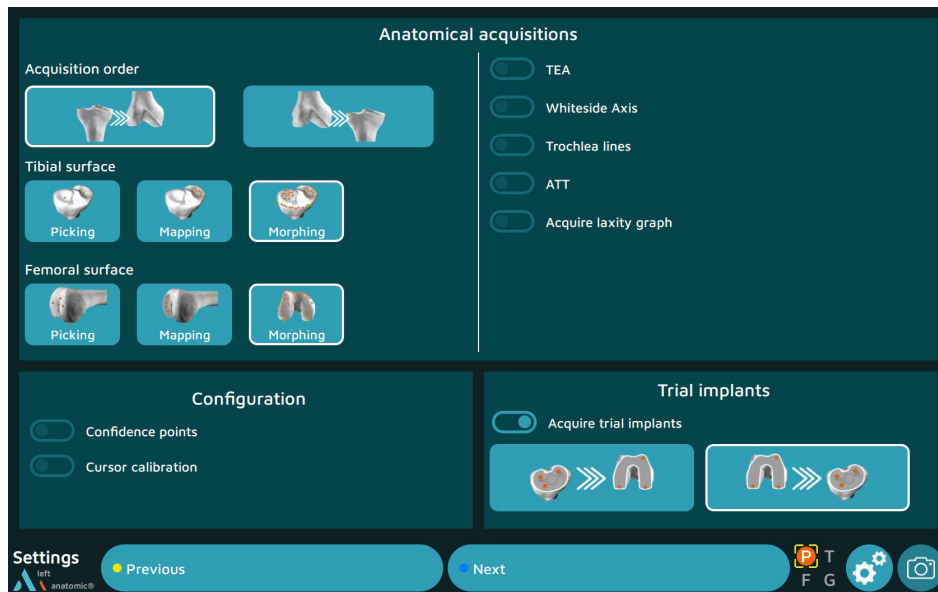 Anatomical acquisitions
Acquisition order
Tibial surface
Picking
Mapping
Morphing
Femoral surface
Picking
Mapping
Morphing
TEA
Whiteside Axis
Trochlea lines
ATT
Acquire laxity graph
Configuration
Confidence points
Cursor calibration
Trial implants
Acquire trial implants
Settings
left
anatomic®
Previous
Next
P T
F G